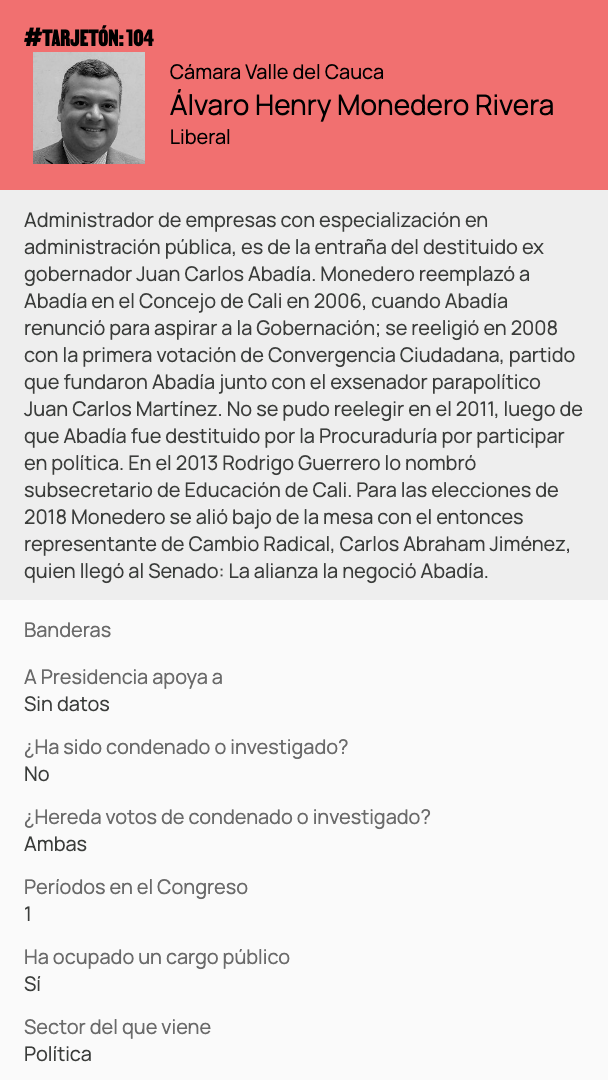 #TARJETÓN: 104
Cámara Valle del Cauca
Álvaro Henry Monedero Rivera
Liberal
Administrador de empresas con especialización en
administración pública, es de la entraña del destituido ex
gobernador Juan Carlos Abadía. Monedero reemplazó a
Abadía en el Concejo de Cali en 2006, cuando Abadía
renunció para aspirar a la Gobernación; se reeligió en 2008
con la primera votación de Convergencia Ciudadana, partido
que fundaron Abadía junto con el exsenador parapolítico
Juan Carlos Martínez. No se pudo reelegir en el 2011, luego de
que Abadía fue destituido por la Procuraduría por participar
en política. En el 2013 Rodrigo Guerrero lo nombró
subsecretario de Educación de Cali. Para las elecciones de
2018 Monedero se alió bajo de la mesa con el entonces
representante de Cambio Radical, Carlos Abraham Jiménez,
quien llegó al Senado: La alianza la negoció Abadía.
Banderas
A Presidencia apoya a
Sin datos
¿Ha sido condenado o investigado?
No
¿Hereda votos de condenado o investigado?
Ambas
Períodos en el Congreso
1
Ha ocupado un cargo público
Sí
Sector del que viene
Política